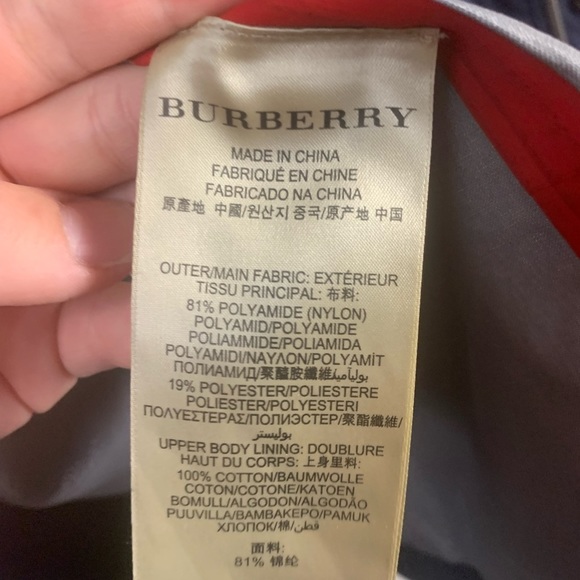 BURBERRY
MADE IN CHINA
FABRIQUÉ EN CHINE
FABRICADO NA CHINA
原產地 中國/원산지 중국/原产地 中国
OUTER/MAIN FABRIC: EXTÉRIEUR
TISSU PRINCIPAL: 布料:
81% POLYAMIDE (NYLON)
POLYAMID/POLYAMIDE
POLIAMMIDE/POLIAMIDA
POLYAMIDI/ΝΑΥΛΟΝ/POLYAMİT
ПОЛИАМИД/聚醯胺纖維/بوليآميد
19% POLYESTER/POLIESTERE
POLIESTER/POLYESTERI
ΠΟΛΥΕΣΤΕΡΑΣ/ПОЛИЭСТЕР/聚酯纖維/
بوليستر
UPPER BODY LINING: DOUBLURE
HAUT DU CORPS: 上身里料:
100% COTTON/BAUMWOLLE
COTON/COTONE/KATOEN
BOMULL/ALGODON/ALGODÃO
PUUVILLA/ΒΑΜΒΑΚΕΡΟ/PAMUK
ХЛОПОК/棉/قطن
面料:
81% 锦纶